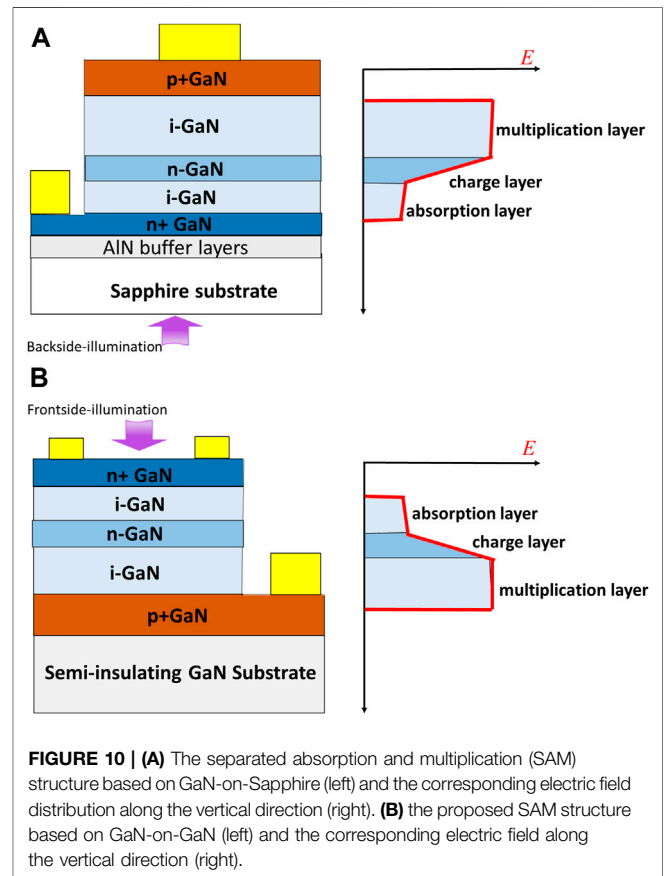 A
E
p+GaN
i-GaN
multiplication layer
n-GaN
charge layer
i-GaN
absorption layer
n+ GaN
AlN buffer layers
Sapphire substrate
Backside-illumination
B
Frontside-illumination
E
n+ GaN
absorption layer
i-GaN
charge layer
n-GaN
i-GaN
multiplication layer
p+GaN
Semi-insulating GaN Substrate
FIGURE 10 | (A) The separated absorption and multiplication (SAM)
structure based on GaN-on-Sapphire (left) and the corresponding electric field
distribution along the vertical direction (right). (B) the proposed SAM structure
based on GaN-on-GaN (left) and the corresponding electric field along
the vertical direction (right).